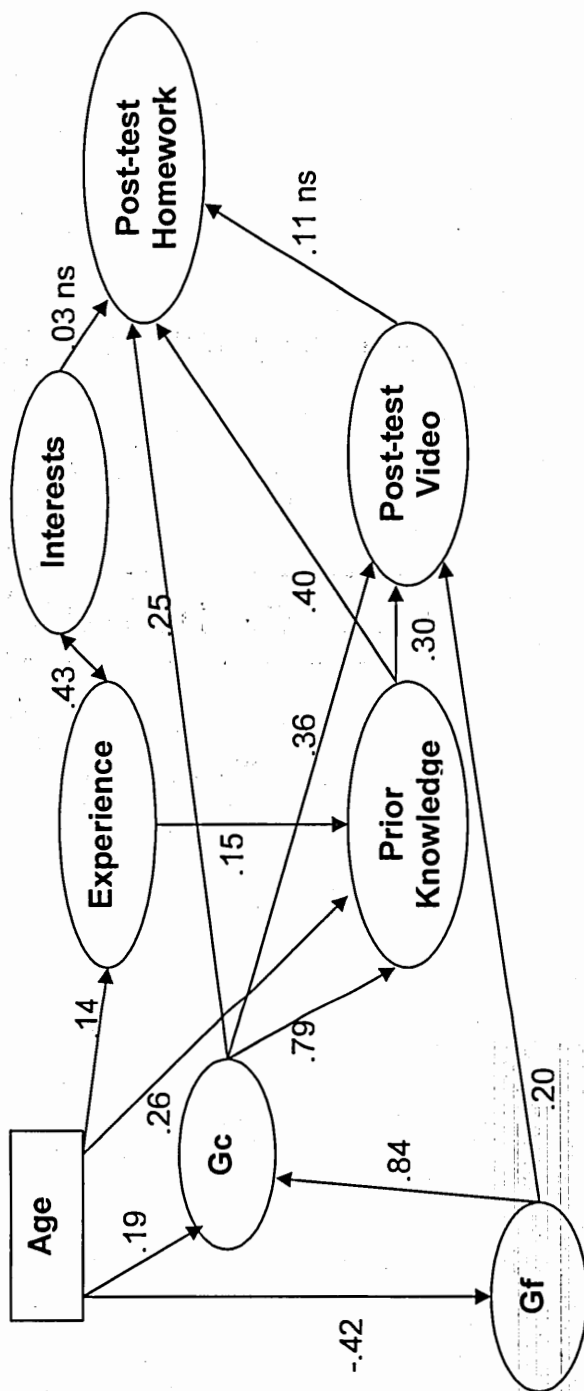 Age
.14
Experience
.43
Interests
.03 ns
Post-test
Homework
.19
.26
Gc
.25
.15
.36
.40
.79
-.42
.84
Prior
Knowledge
.30
Post-test
Video
.11 ns
Gf
.20